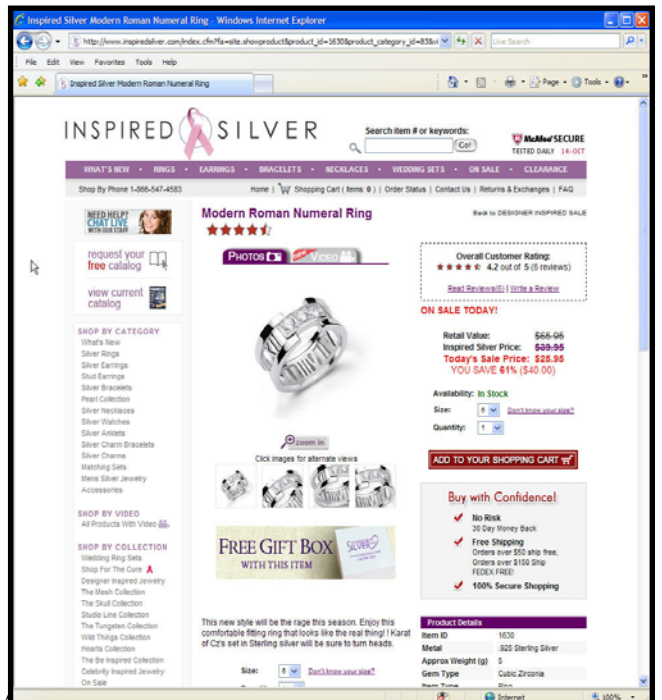 Inspired Silver Modern Roman Numeral Ring - Windows Internet Explorer
http://www.inspiredsilver.com/index.cfm?fa=site.showproduct&product_id=1630&product_category_id=83&
Live Search
File Edit View Favorites Tools Help
Inspired Silver Modern Roman Numeral Ring
Page Tools
INSPIRED SILVER
Search item # or keywords:
Go!
McAfee SECURE
TESTED DAILY 14-OCT
WHAT'S NEW • RINGS • EARRINGS • BRACELETS • NECKLACES • WEDDING SETS • ON SALE • CLEARANCE
Shop By Phone 1-866-547-4583
Home | Shopping Cart ( items: 0 ) | Order Status | Contact Us | Returns & Exchanges | FAQ
NEED HELP?
CHAT LIVE
WITH OUR STAFF
request your
free catalog
view current
catalog
SHOP BY CATEGORY
What's New
Silver Rings
Silver Earrings
Stud Earrings
Silver Bracelets
Pearl Collection
Silver Necklaces
Silver Watches
Silver Anklets
Silver Charm Bracelets
Silver Charms
Matching Sets
Mens Silver Jewelry
Accessories
SHOP BY VIDEO
All Products With Video
SHOP BY COLLECTION
Wedding Ring Sets
Shop For The Cure
Designer Inspired Jewelry
The Mesh Collection
The Skull Collection
Studio Line Collection
The Tungsten Collection
Wild Things Collection
Hearts Collection
The Be Inspired Collection
Celebrity Inspired Jewelry
On Sale
Modern Roman Numeral Ring
Back to DESIGNER INSPIRED SALE
PHOTOS
NEW VIDEO
zoom in
Click images for alternate views
FREE GIFT BOX
WITH THIS ITEM
SILVER
This new style will be the rage this season. Enjoy this
comfortable fitting ring that looks like the real thing! ! Karat
of Cz's set in Sterling silver will be sure to turn heads.
Size: 6 Don't know your size?
Overall Customer Rating:
4.2 out of 5 (6 reviews)
Read Reviews(6) | Write a Review
ON SALE TODAY!
Retail Value: $65.95
Inspired Silver Price: $39.95
Today's Sale Price: $25.95
YOU SAVE 61% ($40.00)
Availability: In Stock
Size: 6 Don't know your size?
Quantity: 1
ADD TO YOUR SHOPPING CART
Buy with Confidence!
No Risk
30 Day Money Back
Free Shipping
Orders over $50 ship free,
Orders over $150 Ship
FEDEX FREE!
100% Secure Shopping
Product Details
Item ID 1630
Metal .925 Sterling Silver
Approx Weight (g) 5
Gem Type Cubic Zirconia
Item Type Ring
Internet
100%